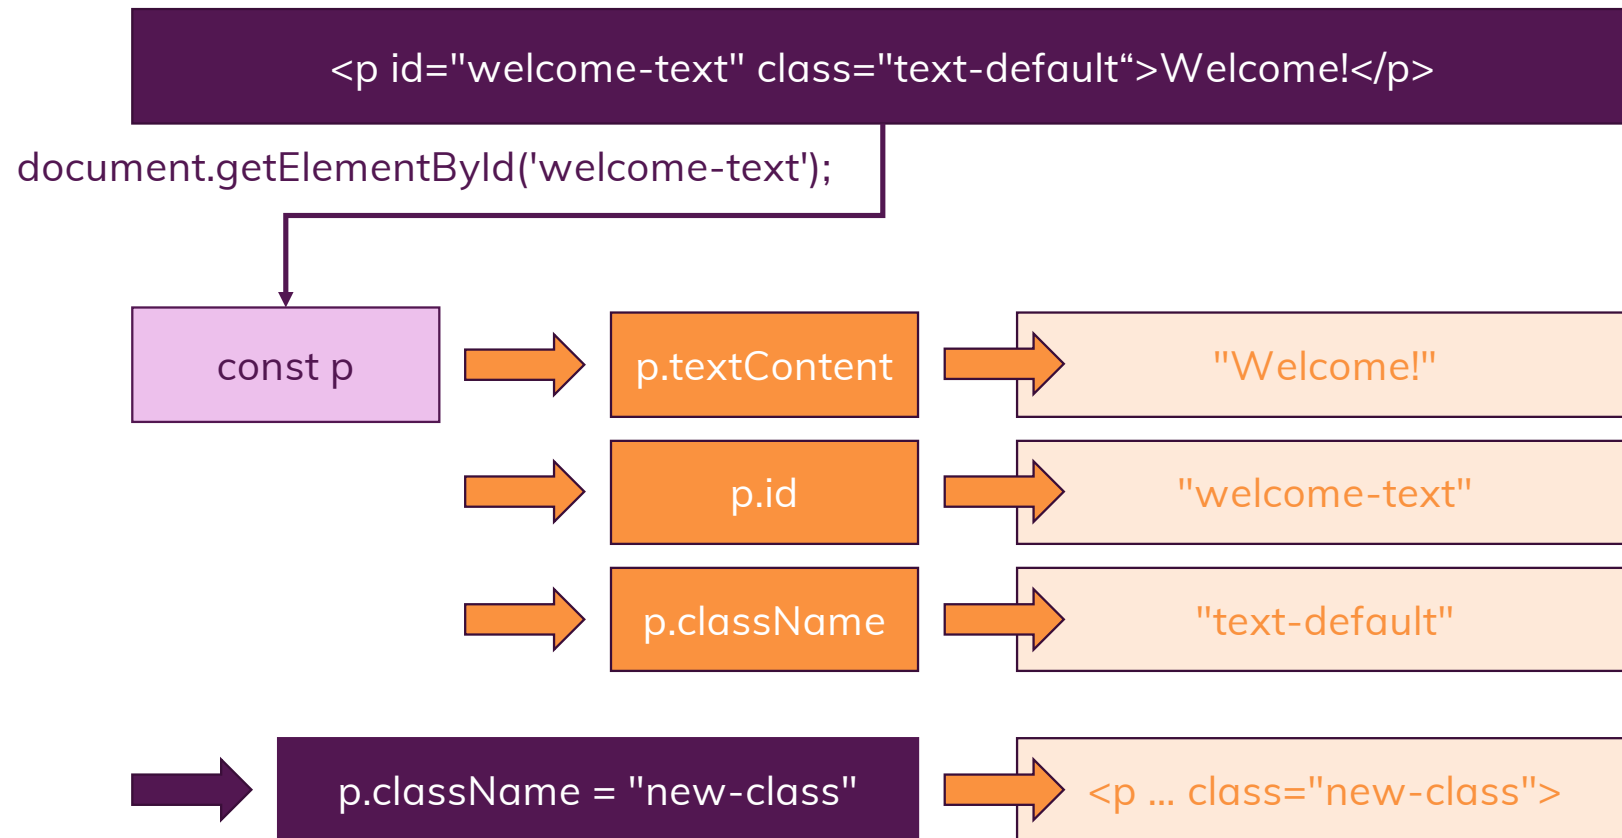 <p id="welcome-text" class="text-default“>Welcome!</p>
document.getElementById('welcome-text');
const p
p.textContent
"Welcome!"
p.id
"welcome-text"
p.className
"text-default"
p.className = "new-class"
<p ... class="new-class">